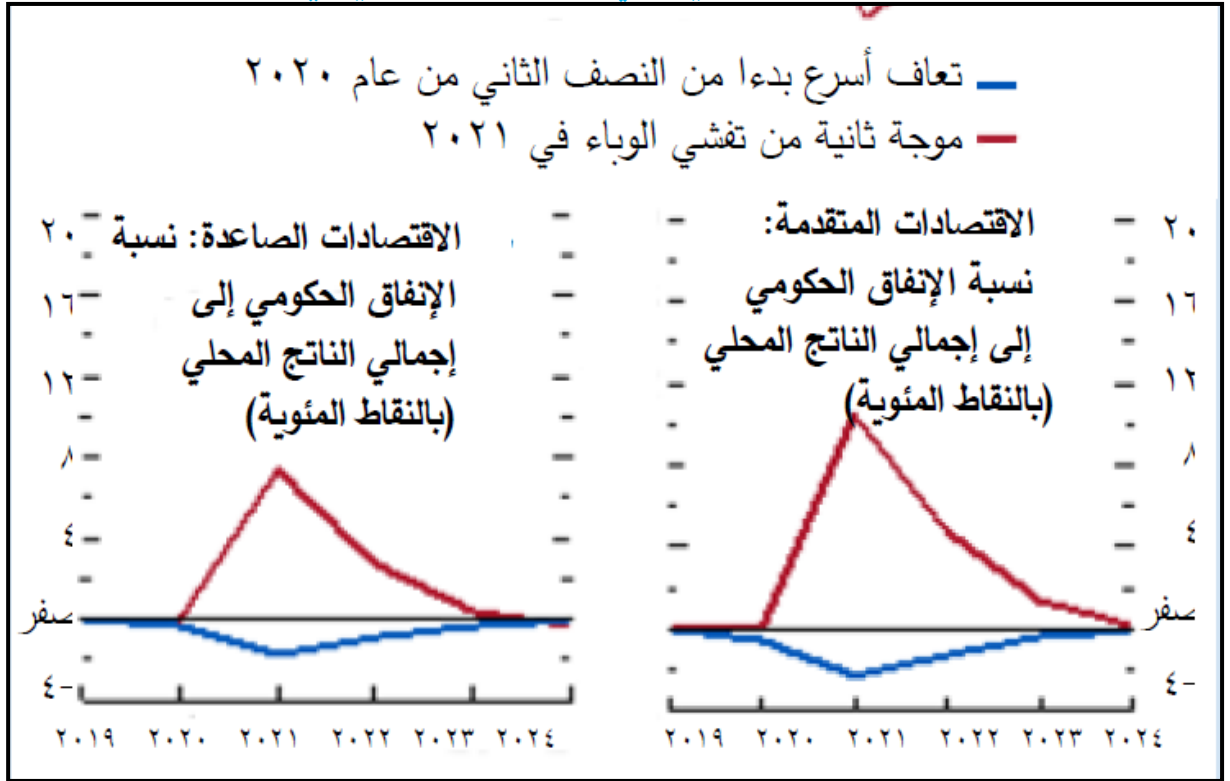 تعاف أسرع بدءا من النصف الثاني من عام ٢٠٢٠
موجة ثانية من تفشي الوباء في ٢٠٢١
الاقتصادات المتقدمة:
نسبة الإنفاق الحكومي
إلى إجمالي الناتج المحلي
(بالنقاط المئوية)
٢٠
١٦
١٢
٨
٤
صفر
٤-
٢٠١٩ ٢٠٢٠ ٢٠٢١ ٢٠٢٢ ٢٠٢٣ ٢٠٢٤
الاقتصادات الصاعدة: نسبة
الإنفاق الحكومي إلى
إجمالي الناتج المحلي
(بالنقاط المئوية)
٢٠
١٦
١٢
٨
٤
صفر
٤-
٢٠١٩ ٢٠٢٠ ٢٠٢١ ٢٠٢٢ ٢٠٢٣ ٢٠٢٤